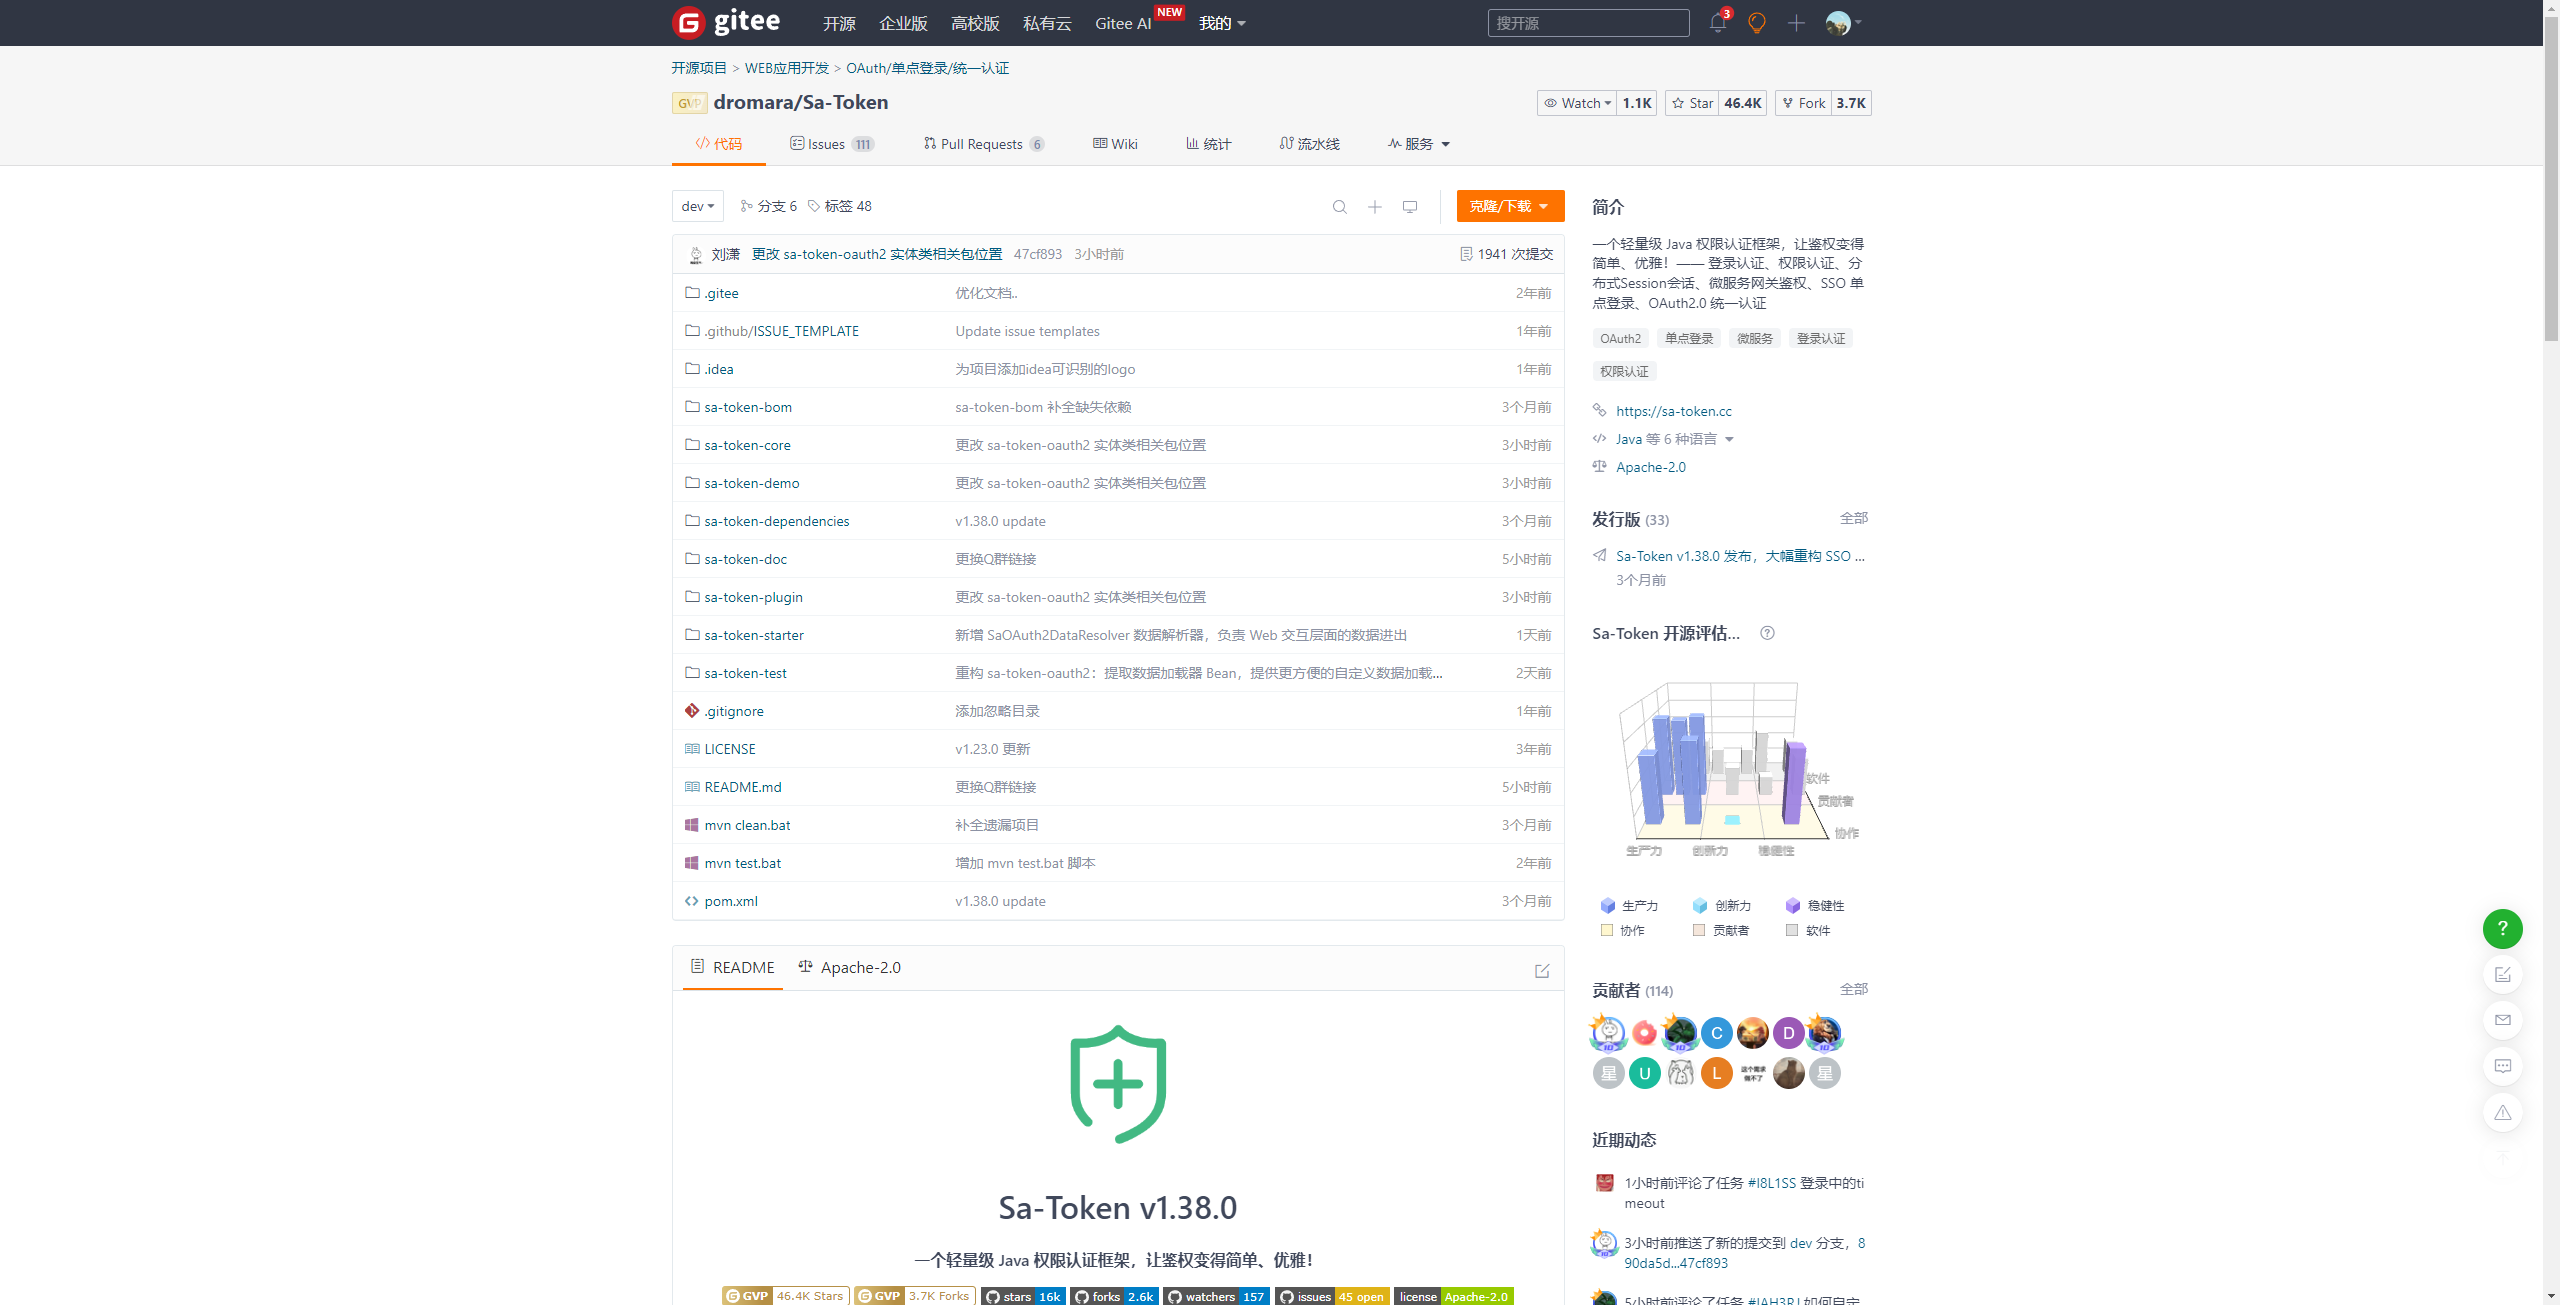 gitee 开源 企业版 高校版 私有云 Gitee AI NEW 我的 搜开源 3
开源项目 > WEB应用开发 > OAuth/单点登录/统一认证
GVP dromara/Sa-Token Watch 1.1K Star 46.4K Fork 3.7K
代码 Issues 111 Pull Requests 6 Wiki 统计 流水线 服务
dev 分支 6 标签 48 克隆/下载
刘潇 更改 sa-token-oauth2 实体类相关包位置 47cf893 3小时前 1941 次提交
.gitee 优化文档.. 2年前
.github/ISSUE_TEMPLATE Update issue templates 1年前
.idea 为项目添加idea可识别的logo 1年前
sa-token-bom sa-token-bom 补全缺失依赖 3个月前
sa-token-core 更改 sa-token-oauth2 实体类相关包位置 3小时前
sa-token-demo 更改 sa-token-oauth2 实体类相关包位置 3小时前
sa-token-dependencies v1.38.0 update 3个月前
sa-token-doc 更换Q群链接 5小时前
sa-token-plugin 更改 sa-token-oauth2 实体类相关包位置 3小时前
sa-token-starter 新增 SaOAuth2DataResolver 数据解析器，负责 Web 交互层面的数据进出 1天前
sa-token-test 重构 sa-token-oauth2：提取数据加载器 Bean，提供更方便的自定义数据加载... 2天前
.gitignore 添加忽略目录 1年前
LICENSE v1.23.0 更新 3年前
README.md 更换Q群链接 5小时前
mvn clean.bat 补全遗漏项目 3个月前
mvn test.bat 增加 mvn test.bat 脚本 2年前
pom.xml v1.38.0 update 3个月前
README Apache-2.0
Sa-Token v1.38.0
一个轻量级 Java 权限认证框架，让鉴权变得简单、优雅！
GVP 46.4K Stars GVP 3.7K Forks stars 16k forks 2.6k watchers 157 issues 45 open license Apache-2.0
简介
一个轻量级 Java 权限认证框架，让鉴权变得
简单、优雅！—— 登录认证、权限认证、分
布式Session会话、微服务网关鉴权、SSO 单
点登录、OAuth2.0 统一认证
OAuth2 单点登录 微服务 登录认证
权限认证
https://sa-token.cc
Java 等 6 种语言
Apache-2.0
发行版 (33) 全部
Sa-Token v1.38.0 发布，大幅重构 SSO ...
3个月前
Sa-Token 开源评估...
软件
贡献者
协作
生产力 创新力 稳健性
生产力 创新力 稳健性
协作 贡献者 软件
贡献者 (114) 全部
C D
星 U L 这个需求 做不了 星
近期动态
1小时前评论了任务 #I8L1SS 登录中的ti
meout
3小时前推送了新的提交到 dev 分支，8
90da5d...47cf893
5小时前评论了任务 #IAH3RJ 如何自定